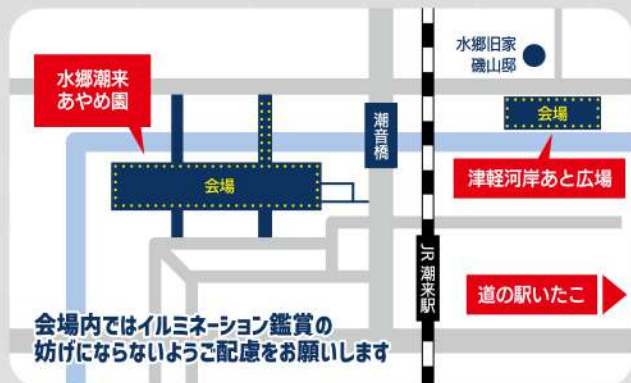 水郷潮来
あやめ園
会場
潮音橋
水郷旧家
磯山邸
会場
津軽河岸あと広場
JR 潮来駅
道の駅いたこ
会場内ではイルミネーション鑑賞の
妨げにならないようご配慮をお願いします